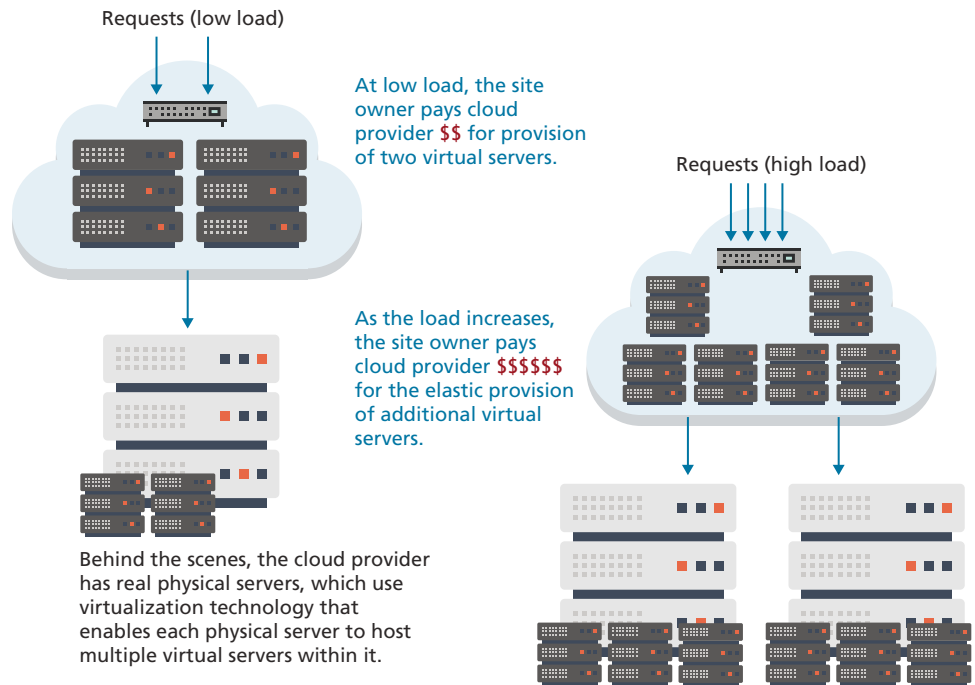 Requests (low load)
At low load, the site
owner pays cloud
provider $$ for provision
of two virtual servers.
Requests (high load)
As the load increases,
the site owner pays
cloud provider $$$$$$
for the elastic provision
of additional virtual
servers.
Behind the scenes, the cloud provider
has real physical servers, which use
virtualization technology that
enables each physical server to host
multiple virtual servers within it.